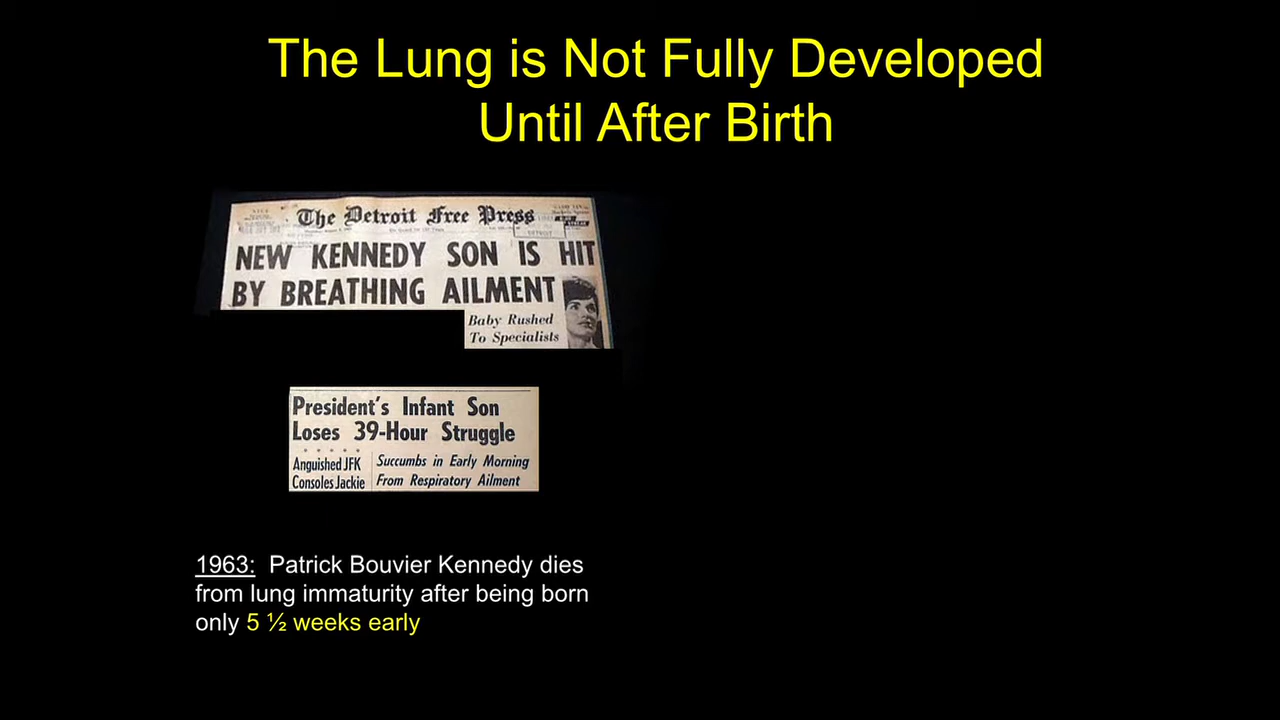 The Lung is Not Fully Developed
Until After Birth
The Detroit Free Press
NEW KENNEDY SON IS HIT
BY BREATHING AILMENT
Baby Rushed
To Specialists
President's Infant Son
Loses 39-Hour Struggle
Anguished JFK
Consoles Jackie
Succumbs in Early Morning
From Respiratory Ailment
1963: Patrick Bouvier Kennedy dies
from lung immaturity after being born
only 5 ½ weeks early